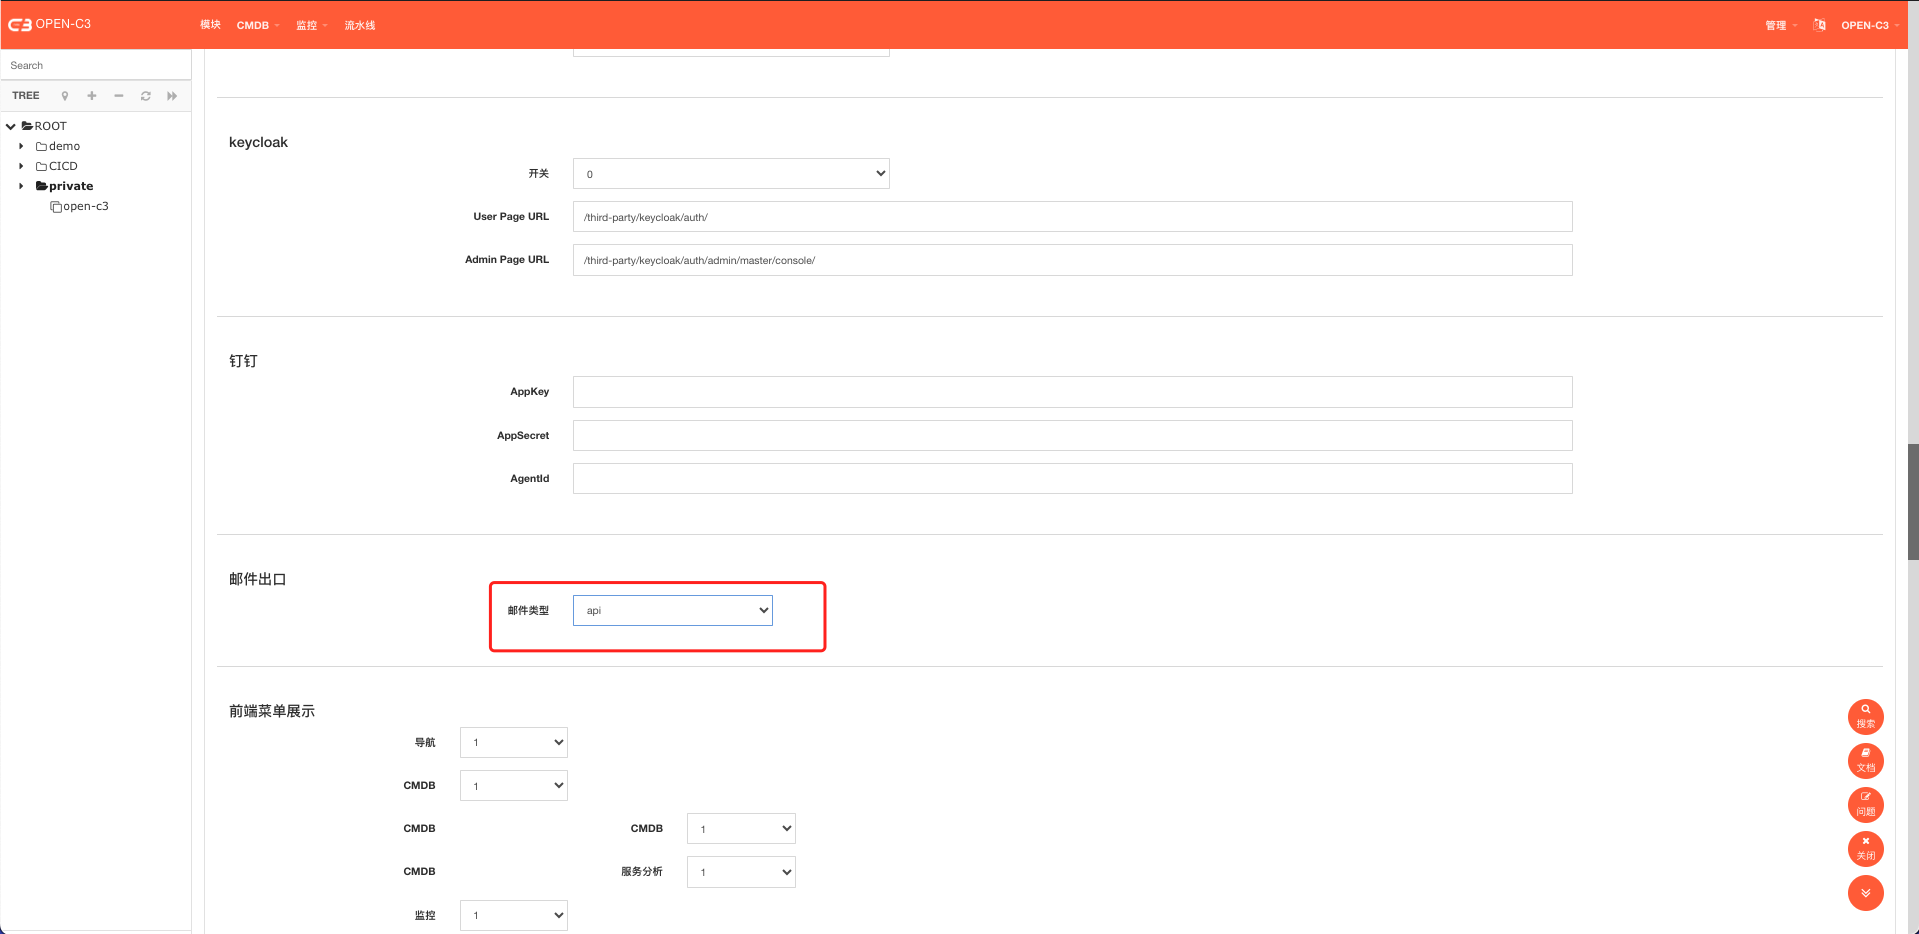 OPEN-C3
模块 CMDB 监控 流水线
管理 OPEN-C3
Search
TREE
ROOT
demo
CICD
private
open-c3
keycloak
开关 0
User Page URL /third-party/keycloak/auth/
Admin Page URL /third-party/keycloak/auth/admin/master/console/
钉钉
AppKey
AppSecret
AgentId
邮件出口
邮件类型 api
前端菜单展示
导航 1
CMDB 1
CMDB CMDB 1
CMDB 服务分析 1
监控 1
搜索
文档
问题
关闭